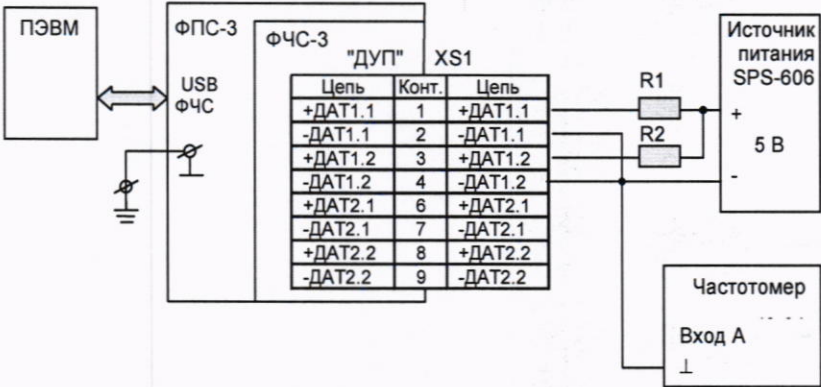 ПЭВМ
ФПС-3
ФЧС-3
"ДУП" XS1
USB
ФЧС
Цепь Конт. Цепь
+ДАТ1.1 1 +ДАТ1.1
-ДАТ1.1 2 -ДАТ1.1
+ДАТ1.2 3 +ДАТ1.2
-ДАТ1.2 4 -ДАТ1.2
+ДАТ2.1 6 +ДАТ2.1
-ДАТ2.1 7 -ДАТ2.1
+ДАТ2.2 8 +ДАТ2.2
-ДАТ2.2 9 -ДАТ2.2
R1
R2
Источник
питания
SPS-606
+
5 В
-
Частотомер
Вход А
⊥